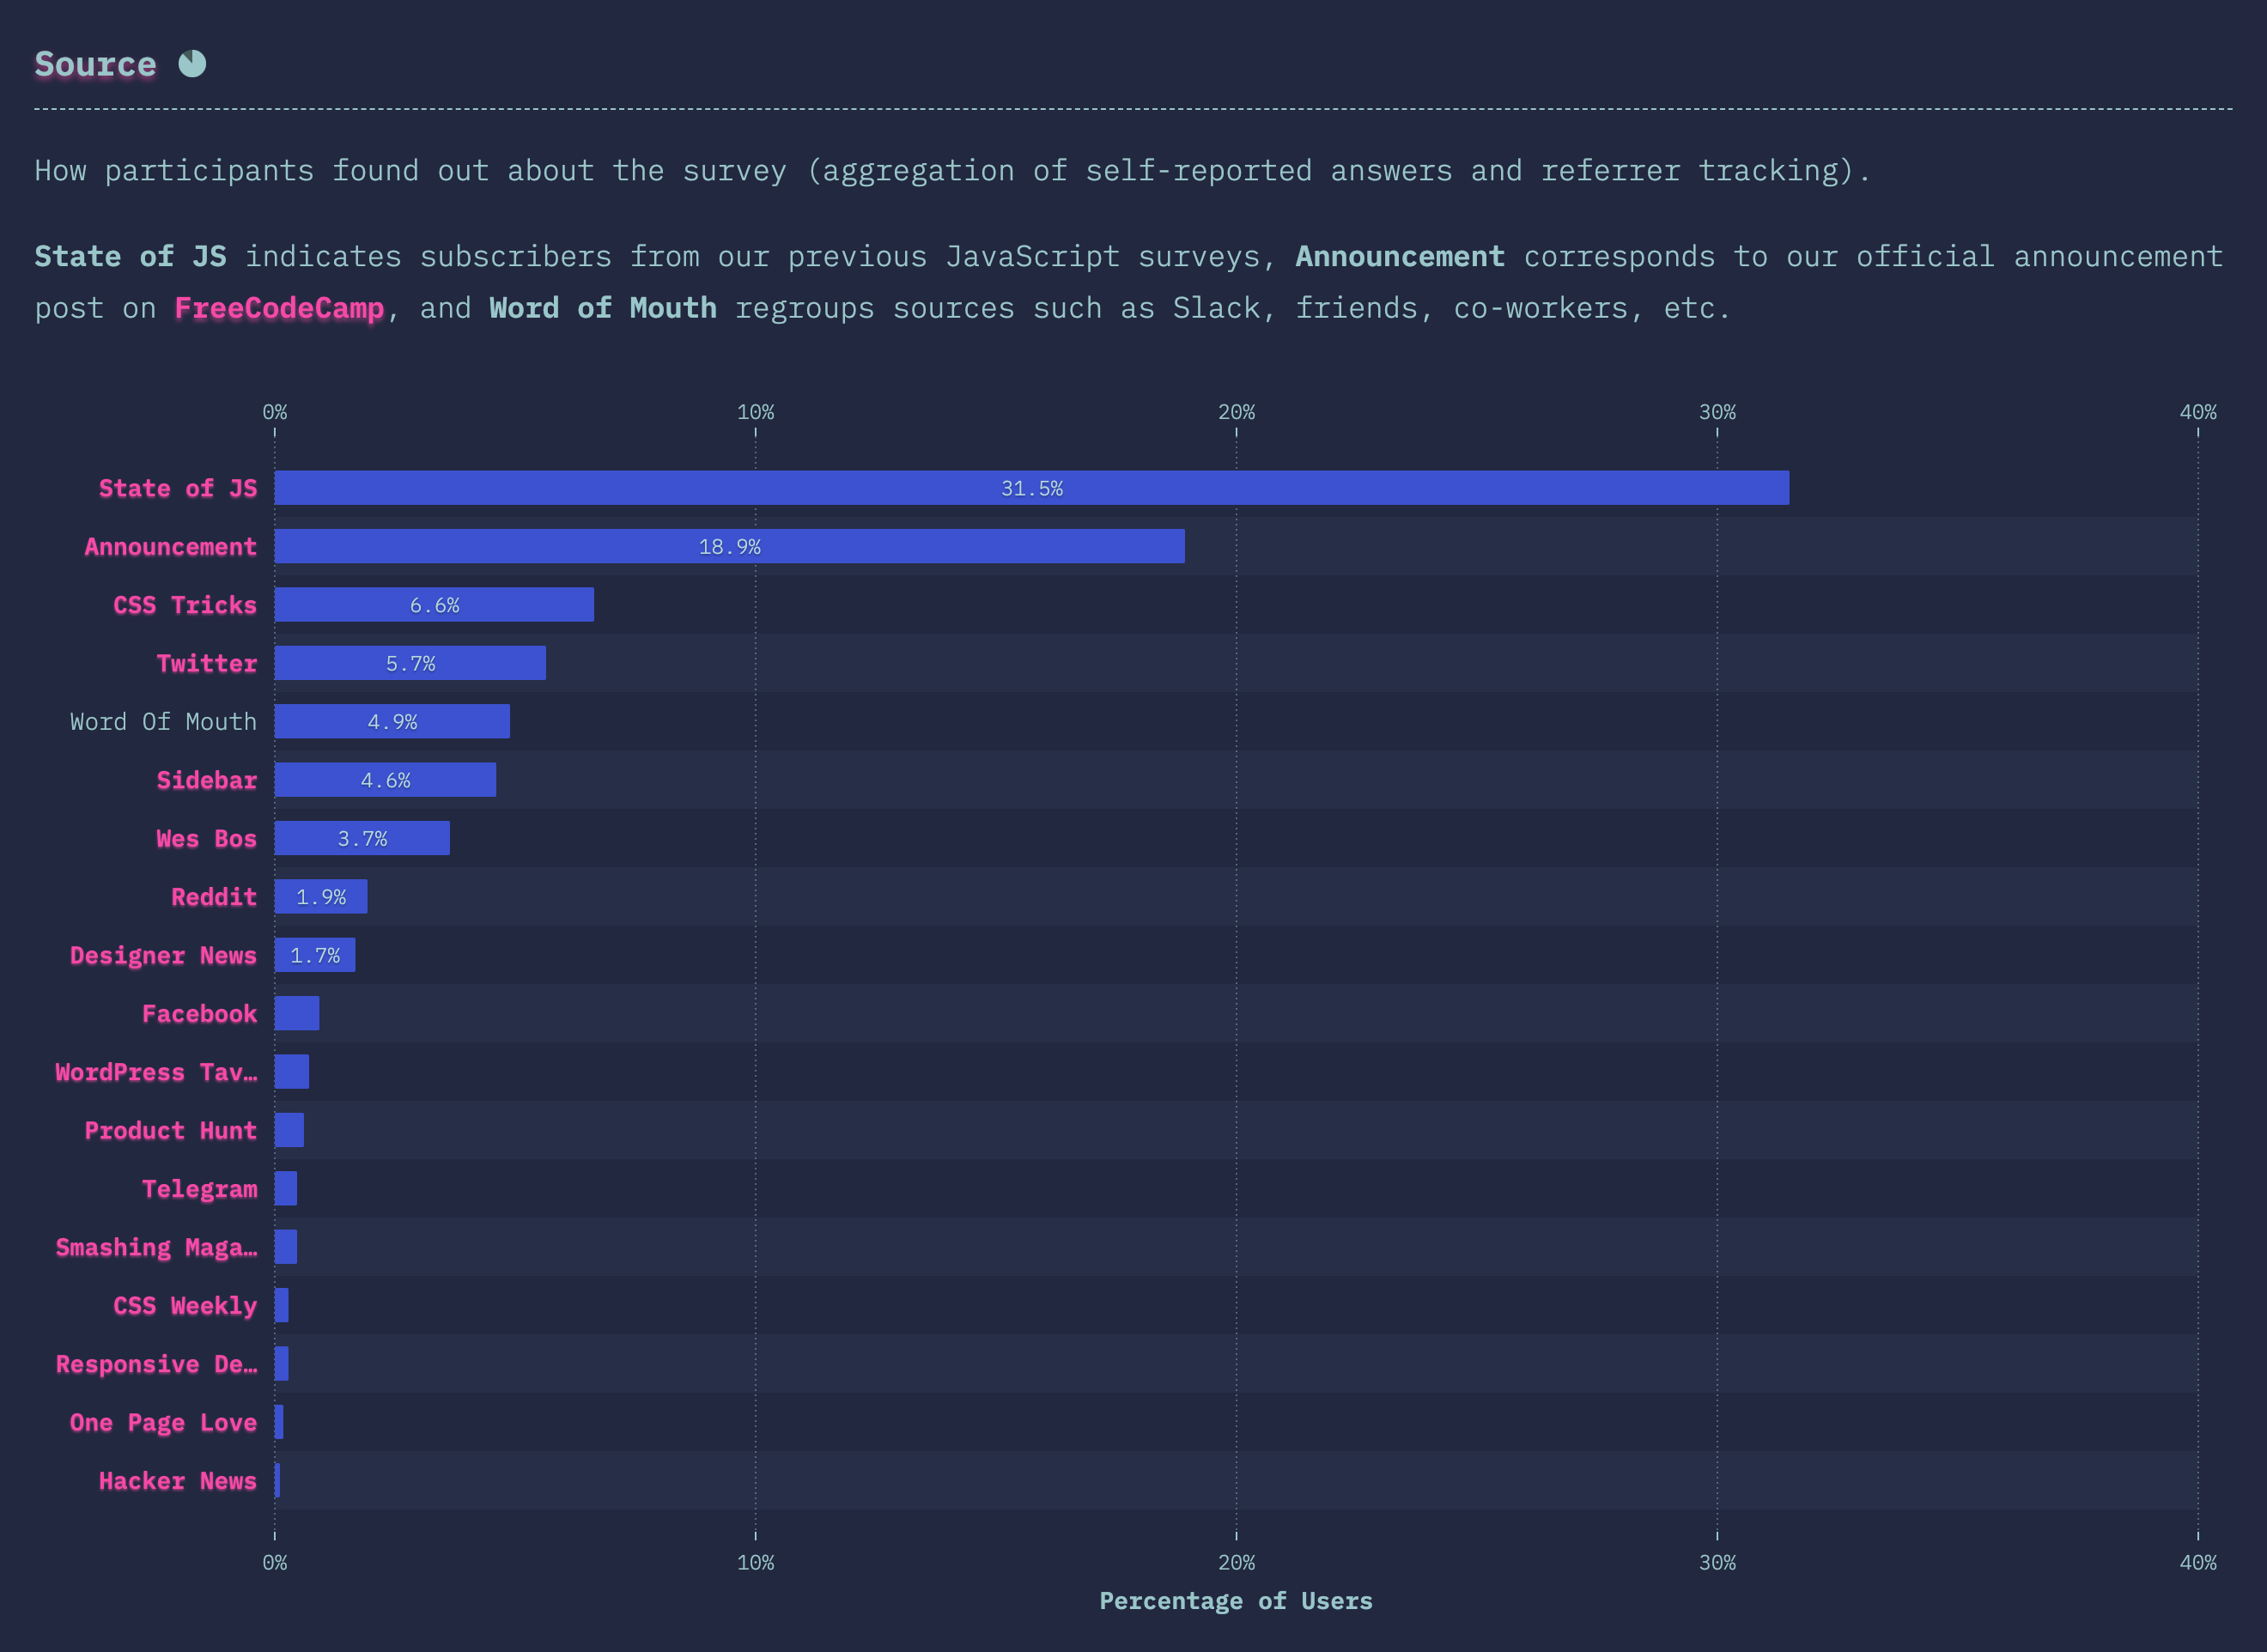 Source
How participants found out about the survey (aggregation of self-reported answers and referrer tracking).
State of JS indicates subscribers from our previous JavaScript surveys, Announcement corresponds to our official announcement
post on FreeCodeCamp, and Word of Mouth regroups sources such as Slack, friends, co-workers, etc.
0% 10% 20% 30% 40%
State of JS 31.5%
Announcement 18.9%
CSS Tricks 6.6%
Twitter 5.7%
Word Of Mouth 4.9%
Sidebar 4.6%
Wes Bos 3.7%
Reddit 1.9%
Designer News 1.7%
Facebook
WordPress Tav…
Product Hunt
Telegram
Smashing Maga…
CSS Weekly
Responsive De…
One Page Love
Hacker News
0% 10% 20% 30% 40%
Percentage of Users